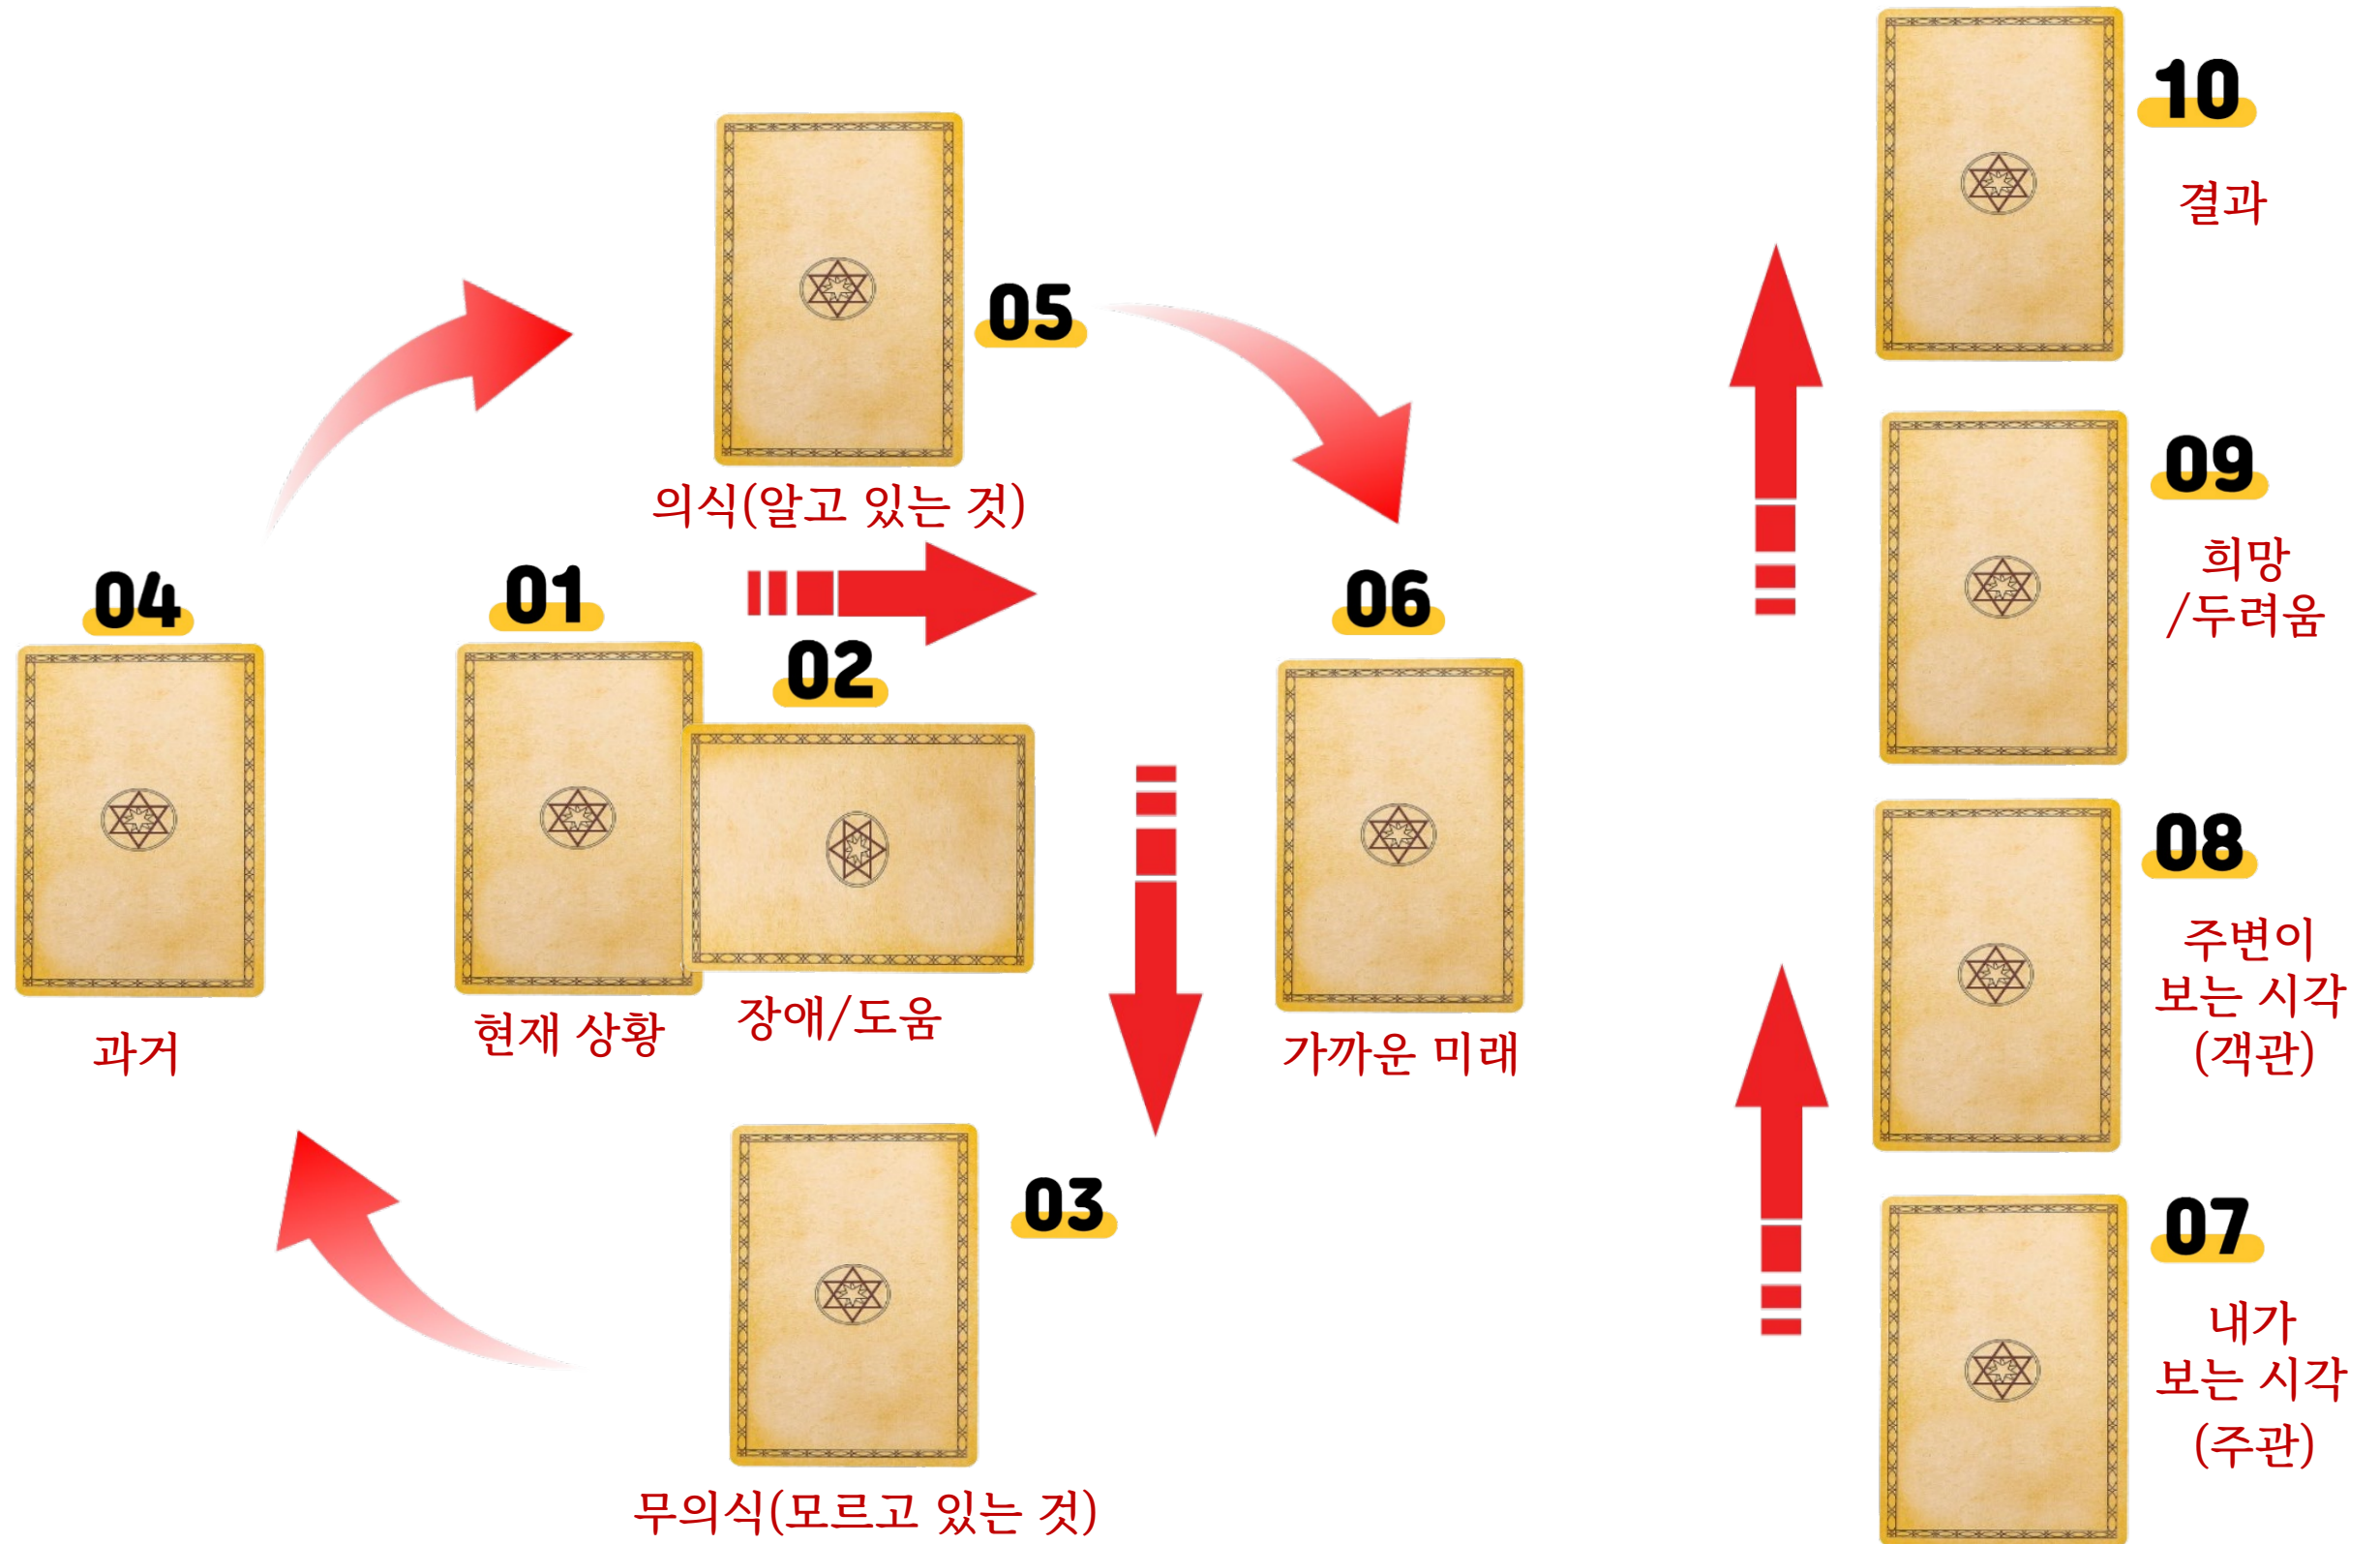 01
현재 상황
02
장애/도움
03
무의식(모르고 있는 것)
04
과거
05
의식(알고 있는 것)
06
가까운 미래
07
내가
보는 시각
(주관)
08
주변이
보는 시각
(객관)
09
희망
/두려움
10
결과